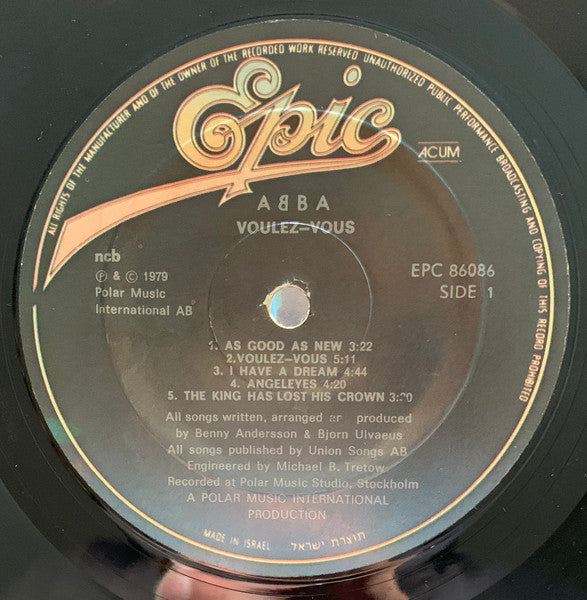 ALL RIGHTS OF THE MANUFACTURER AND OF THE OWNER OF THE RECORDED WORK RESERVED UNAUTHORIZED PUBLIC PERFORMANCE BROADCASTING AND COPYING OF THIS RECORD PROHIBITED
Epic
ACUM
ABBA
VOULEZ-VOUS
ncb
℗ & © 1979
Polar Music
International AB
EPC 86086
SIDE 1
1. AS GOOD AS NEW 3:22
2.VOULEZ-VOUS 5:11
3. I HAVE A DREAM 4:44
4. ANGELEYES 4:20
5. THE KING HAS LOST HIS CROWN
All songs written, arranged produced
by Benny Andersson & Bjorn Ulvaeus
All songs published by Union Songs AB
Engineered by Michael B. Tretow
Recorded at Polar Music Studio, Stockholm
A POLAR MUSIC INTERNATIONAL
PRODUCTION
MADE IN ISRAEL תוצרת ישראל